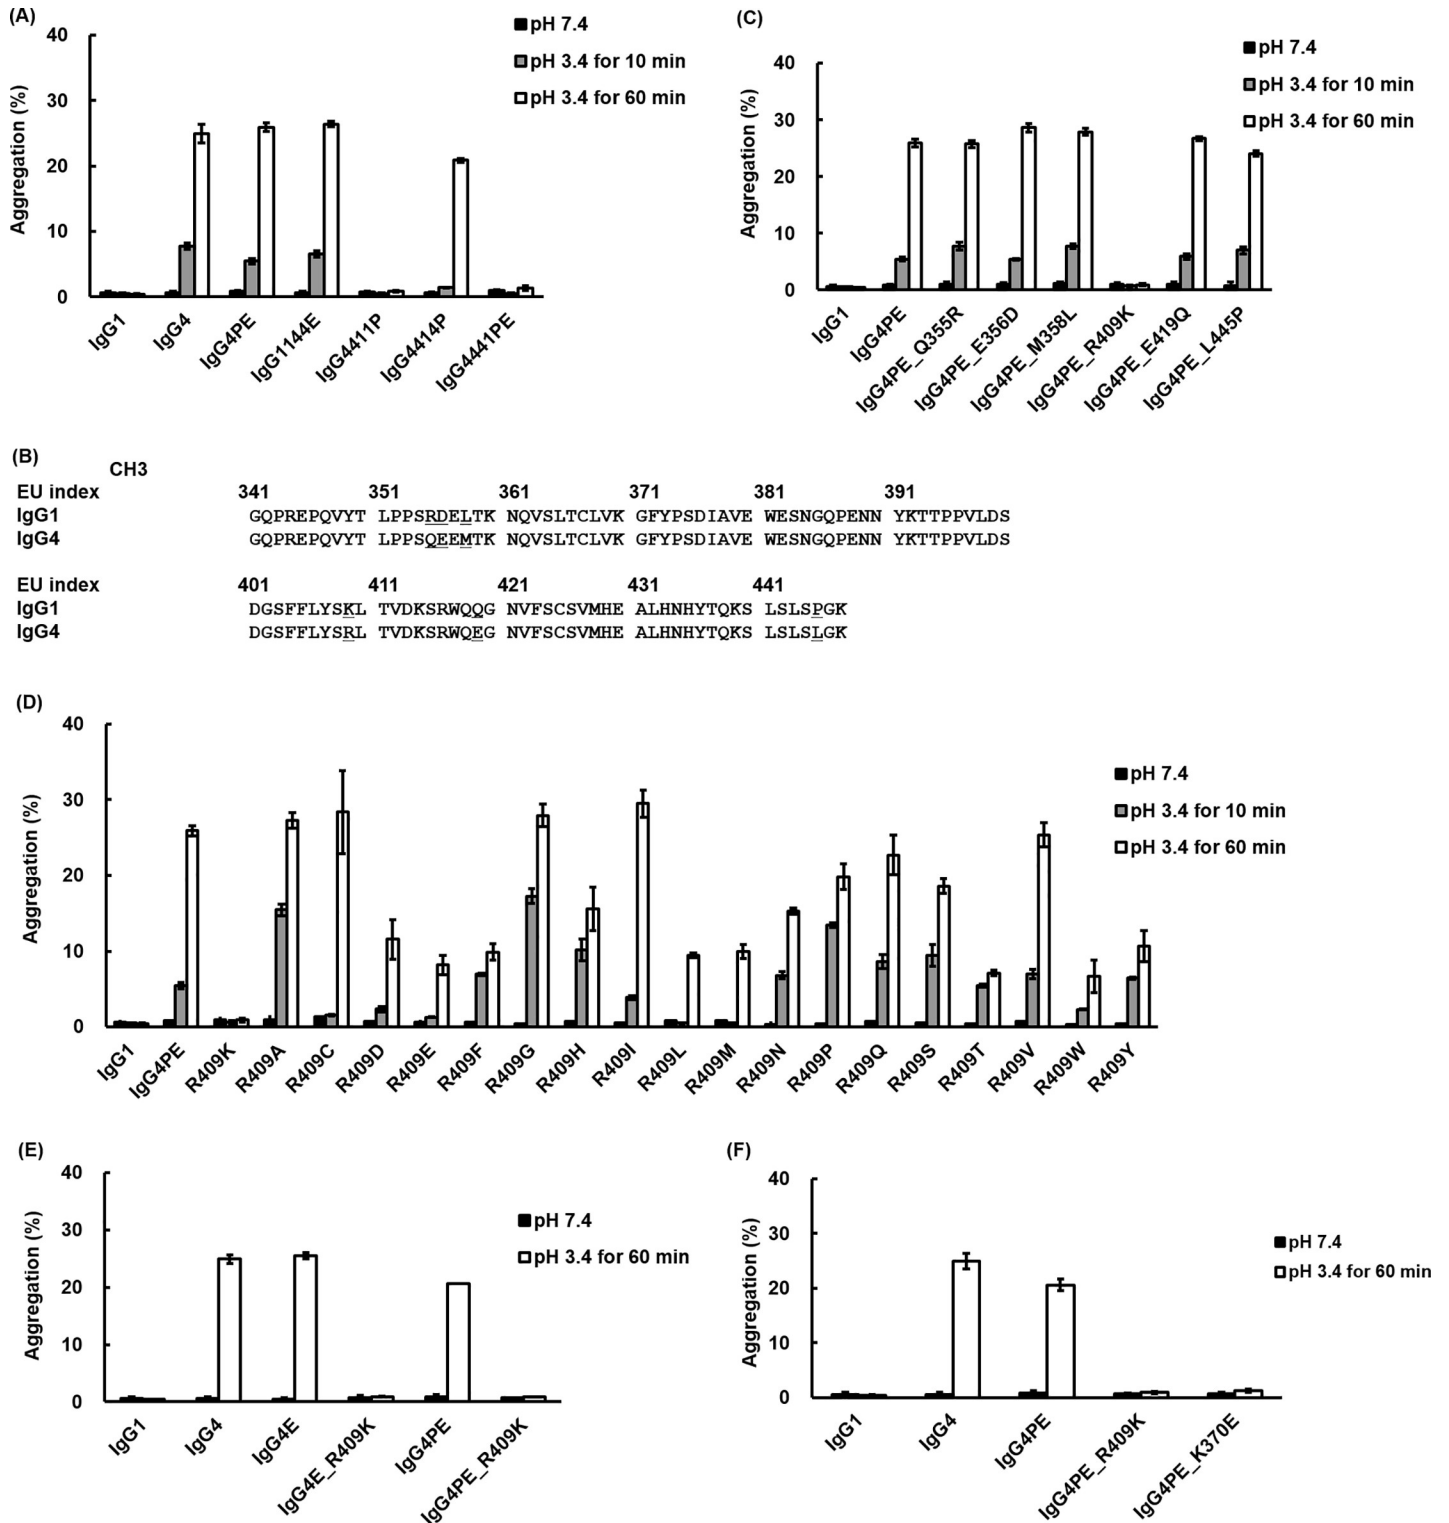 (A)
pH 7.4
pH 3.4 for 10 min
pH 3.4 for 60 min
Aggregation (%)
40
30
20
10
0
IgG1
IgG4
IgG4PE
IgG1144E
IgG4411P
IgG4414P
IgG4441PE
(C)
pH 7.4
pH 3.4 for 10 min
pH 3.4 for 60 min
Aggregation (%)
40
30
20
10
0
IgG1
IgG4PE
IgG4PE_Q355R
IgG4PE_E356D
IgG4PE_M358L
IgG4PE_R409K
IgG4PE_E419Q
IgG4PE_L445P
(B)
CH3
EU index 341 351 361 371 381 391
IgG1 GQPREPQVYT LPPSRDELTK NQVSLTCLVK GFYPSDIAVE WESNGQPENN YKTTPPVLDS
IgG4 GQPREPQVYT LPPSQEEMTK NQVSLTCLVK GFYPSDIAVE WESNGQPENN YKTTPPVLDS
EU index 401 411 421 431 441
IgG1 DGSFFLYSKL TVDKSRWQQG NVFSCSVMHE ALHNHYTQKS LSLSPGK
IgG4 DGSFFLYSRL TVDKSRWQEG NVFSCSVMHE ALHNHYTQKS LSLSLGK
(D)
pH 7.4
pH 3.4 for 10 min
pH 3.4 for 60 min
Aggregation (%)
40
30
20
10
0
IgG1
IgG4PE
R409K
R409A
R409C
R409D
R409E
R409F
R409G
R409H
R409I
R409L
R409M
R409N
R409P
R409Q
R409S
R409T
R409V
R409W
R409Y
(E)
pH 7.4
pH 3.4 for 60 min
Aggregation (%)
40
30
20
10
0
IgG1
IgG4
IgG4E
IgG4E_R409K
IgG4PE
IgG4PE_R409K
(F)
pH 7.4
pH 3.4 for 60 min
Aggregation (%)
40
30
20
10
0
IgG1
IgG4
IgG4PE
IgG4PE_R409K
IgG4PE_K370E